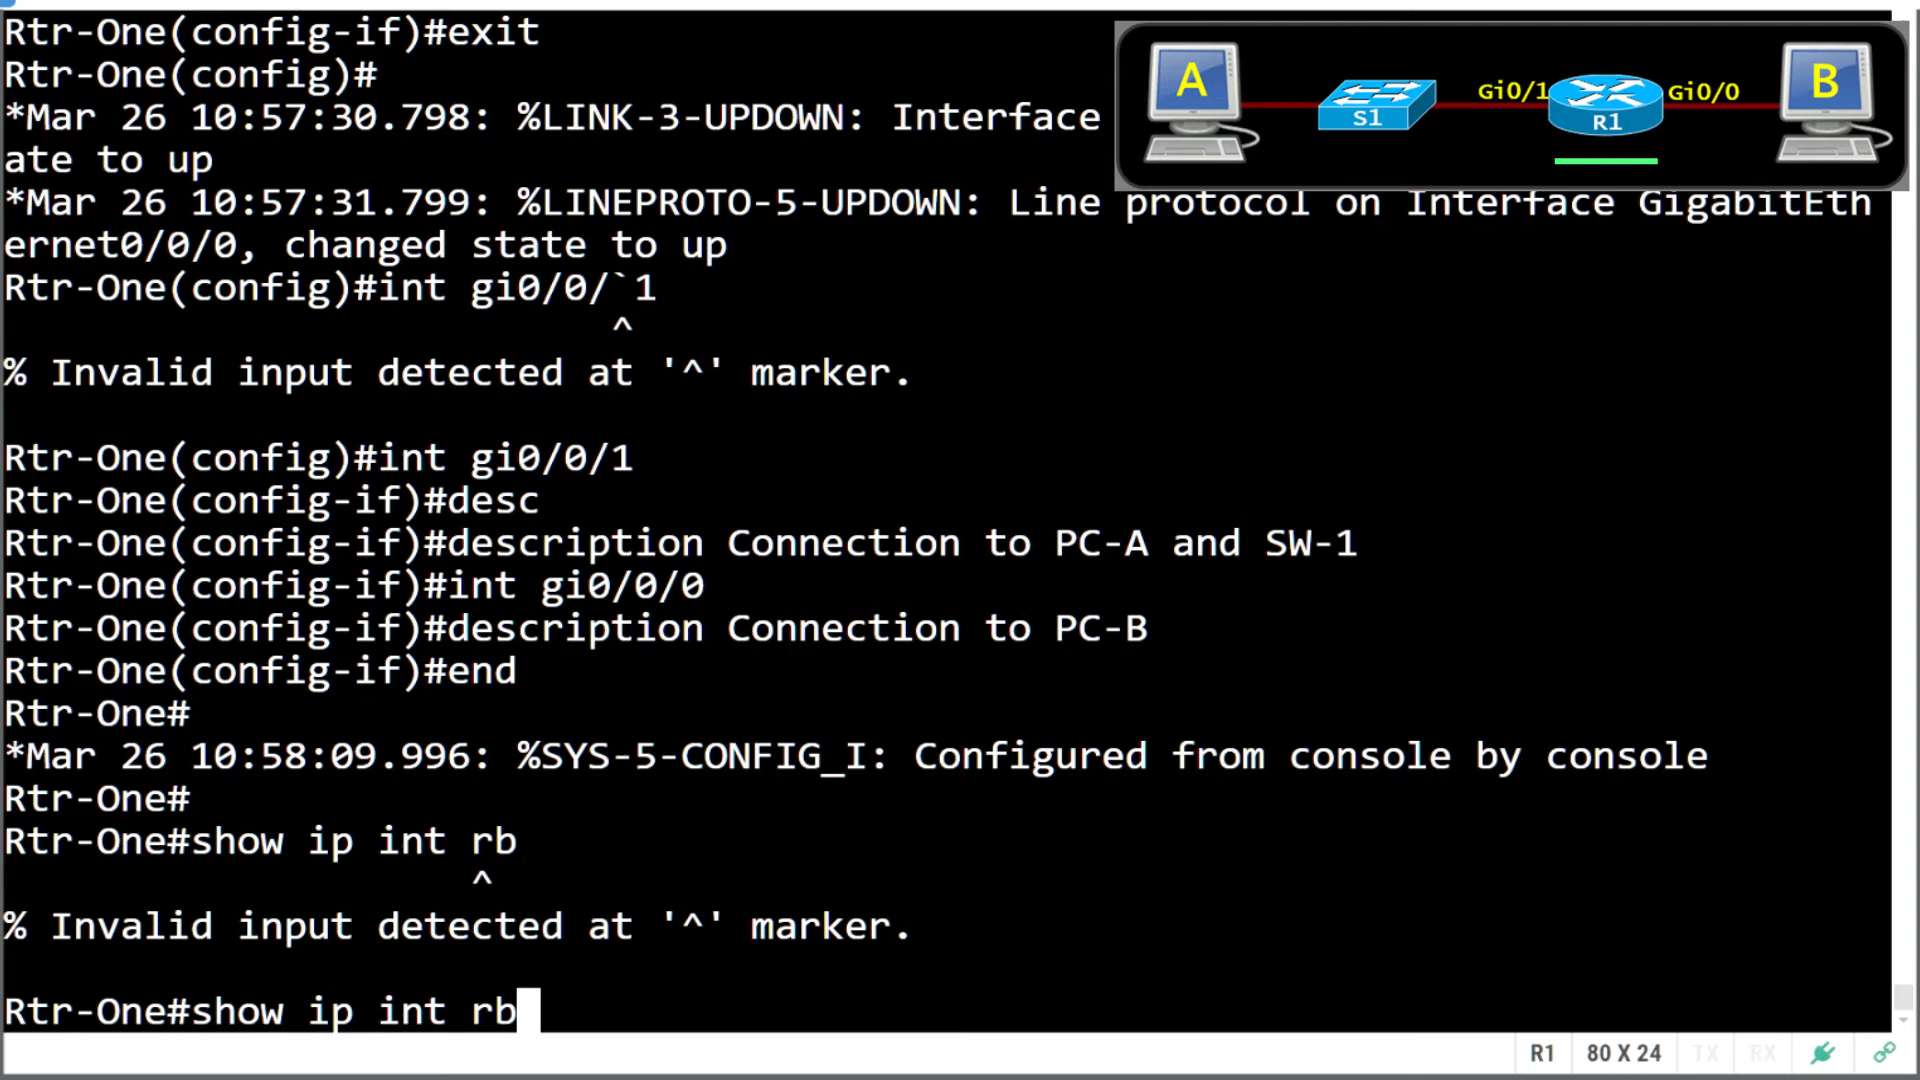 Rtr-One(config-if)#exit
Rtr-One(config)#
*Mar 26 10:57:30.798: %LINK-3-UPDOWN: Interface
ate to up
*Mar 26 10:57:31.799: %LINEPROTO-5-UPDOWN: Line protocol on Interface GigabitEth
ernet0/0/0, changed state to up
Rtr-One(config)#int gi0/0/`1
^
% Invalid input detected at '^' marker.
Rtr-One(config)#int gi0/0/1
Rtr-One(config-if)#desc
Rtr-One(config-if)#description Connection to PC-A and SW-1
Rtr-One(config-if)#int gi0/0/0
Rtr-One(config-if)#description Connection to PC-B
Rtr-One(config-if)#end
Rtr-One#
*Mar 26 10:58:09.996: %SYS-5-CONFIG_I: Configured from console by console
Rtr-One#
Rtr-One#show ip int rb
^
% Invalid input detected at '^' marker.
Rtr-One#show ip int rb
A
S1
Gi0/1
R1
Gi0/0
B
R1 80 X 24 TX RX